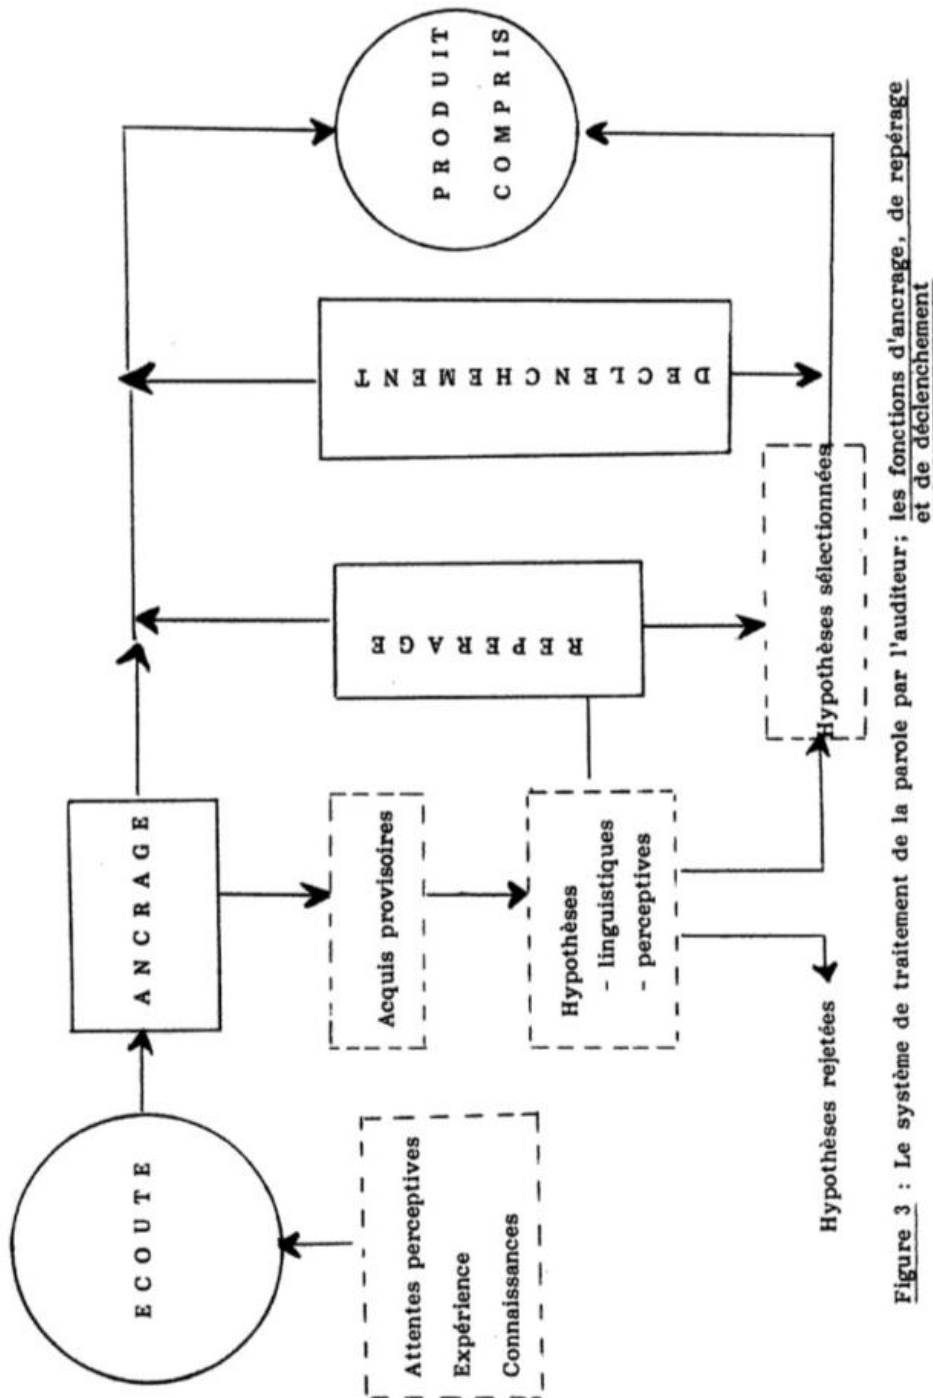 ECOUTE
Attentes perceptives
Expérience
Connaissances
ANCRAGE
Acquis provisoires
Hypothèses
- linguistiques
- perceptives
Hypothèses rejetées
REPERAGE
Hypothèses sélectionnées
DECLENCHEMENT
PRODUIT
COMPRIS
Figure 3 : Le système de traitement de la parole par l'auditeur; les fonctions d'ancrage, de repérage
et de déclenchement